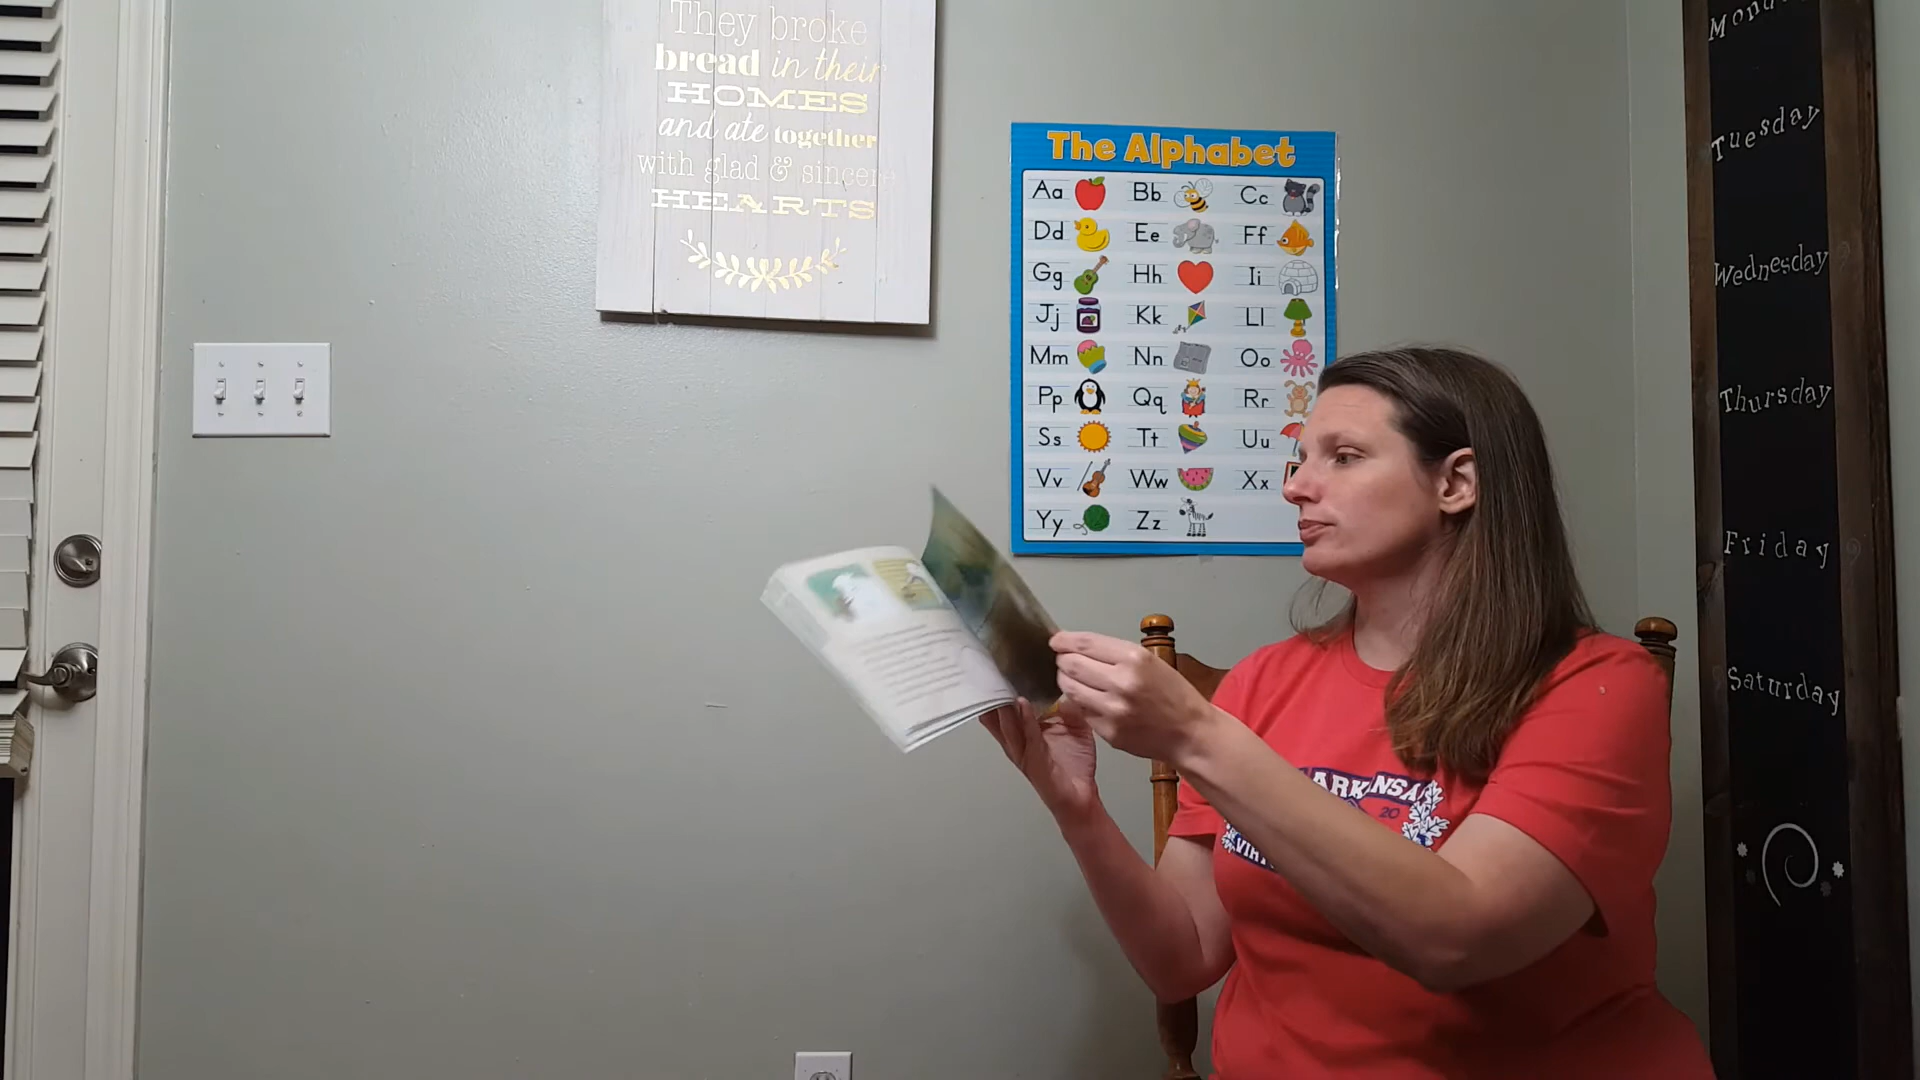 They broke
bread in their
HOMES
and ate together
with glad & sincere
HEARTS
The Alphabet
Aa Bb Cc
Dd Ee Ff
Gg Hh Ii
Jj Kk Ll
Mm Nn Oo
Pp Qq Rr
Ss Tt Uu
Vv Ww Xx
Yy Zz
Tuesday
Wednesday
Thursday
Friday
Saturday
20